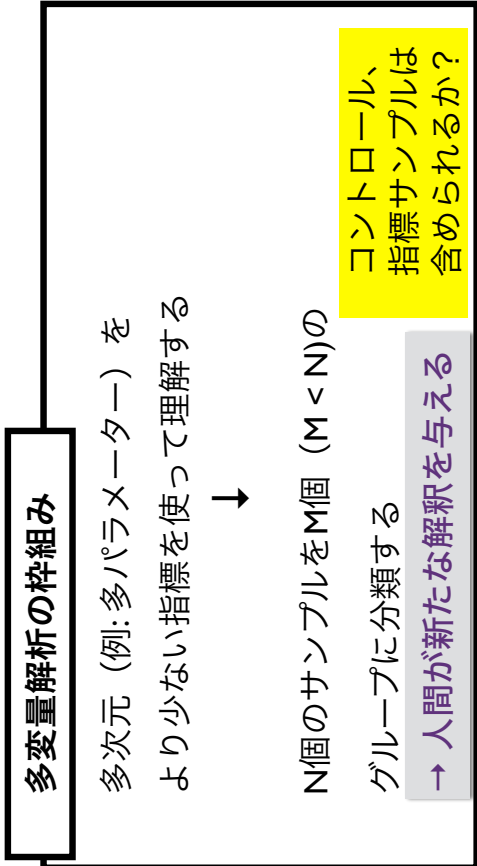 多変量解析の枠組み
多次元（例: 多パラメーター）を
より少ない指標を使って理解する
↓
N個のサンプルをM個（M < N)の
グループに分類する
→ 人間が新たな解釈を与える
コントロール、
指標サンプルは
含められるか？